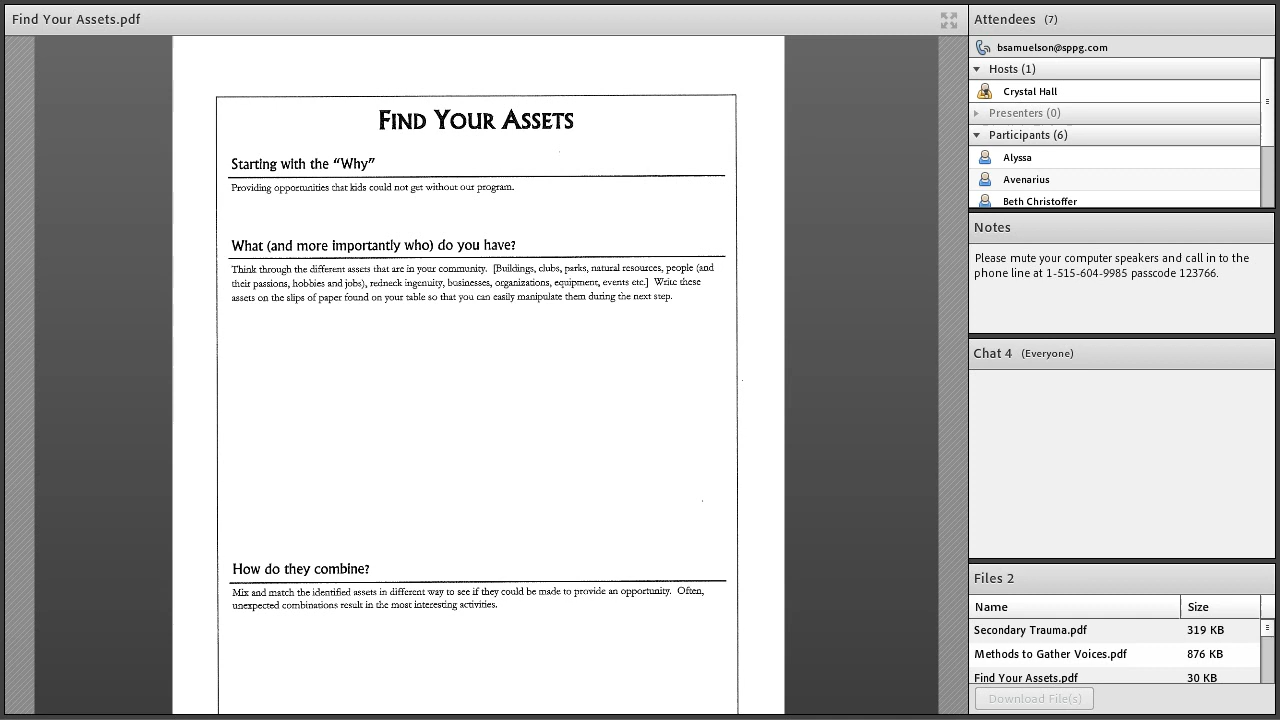 Find Your Assets.pdf
FIND YOUR ASSETS
Starting with the “Why”
Providing opportunities that kids could not get without our program.
What (and more importantly who) do you have?
Think through the different assets that are in your community. [Buildings, clubs, parks, natural resources, people (and
their passions, hobbies and jobs), redneck ingenuity, businesses, organizations, equipment, events etc.] Write these
assets on the slips of paper found on your table so that you can easily manipulate them during the next step.
How do they combine?
Mix and match the identified assets in different way to see if they could be made to provide an opportunity. Often,
unexpected combinations result in the most interesting activities.
Attendees (7)
bsamuelson@sppg.com
Hosts (1)
Crystal Hall
Presenters (0)
Participants (6)
Alyssa
Avenarius
Beth Christoffer
Notes
Please mute your computer speakers and call in to the
phone line at 1-515-604-9985 passcode 123766.
Chat 4 (Everyone)
Files 2
Name Size
Secondary Trauma.pdf 319 KB
Methods to Gather Voices.pdf 876 KB
Find Your Assets.pdf 30 KB
Download File(s)